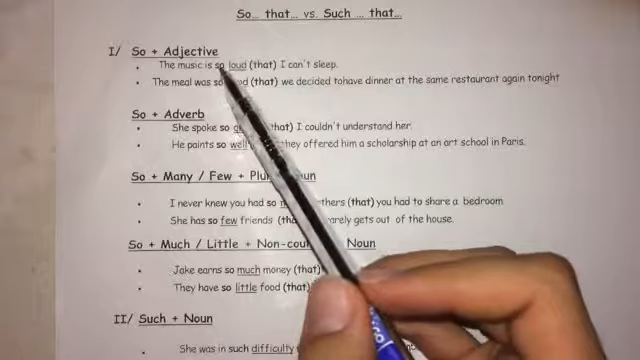 So... that... vs. Such ... that...
I/ So + Adjective
The music is so loud (that) I can't sleep.
The meal was so (that) we decided tohave dinner at the same restaurant again tonight
So + Adverb
She spoke so that) I couldn't understand her.
He paints so well they offered him a scholarship at an art school in Paris.
So + Many / Few + Noun
I never knew you had so (that) you had to share a bedroom
She has so few friends gets out of the house.
So + Much / Little + Noun
Jake earns so much money (that)
They have so little food (that)
II/ Such + Noun
She was in such difficulty